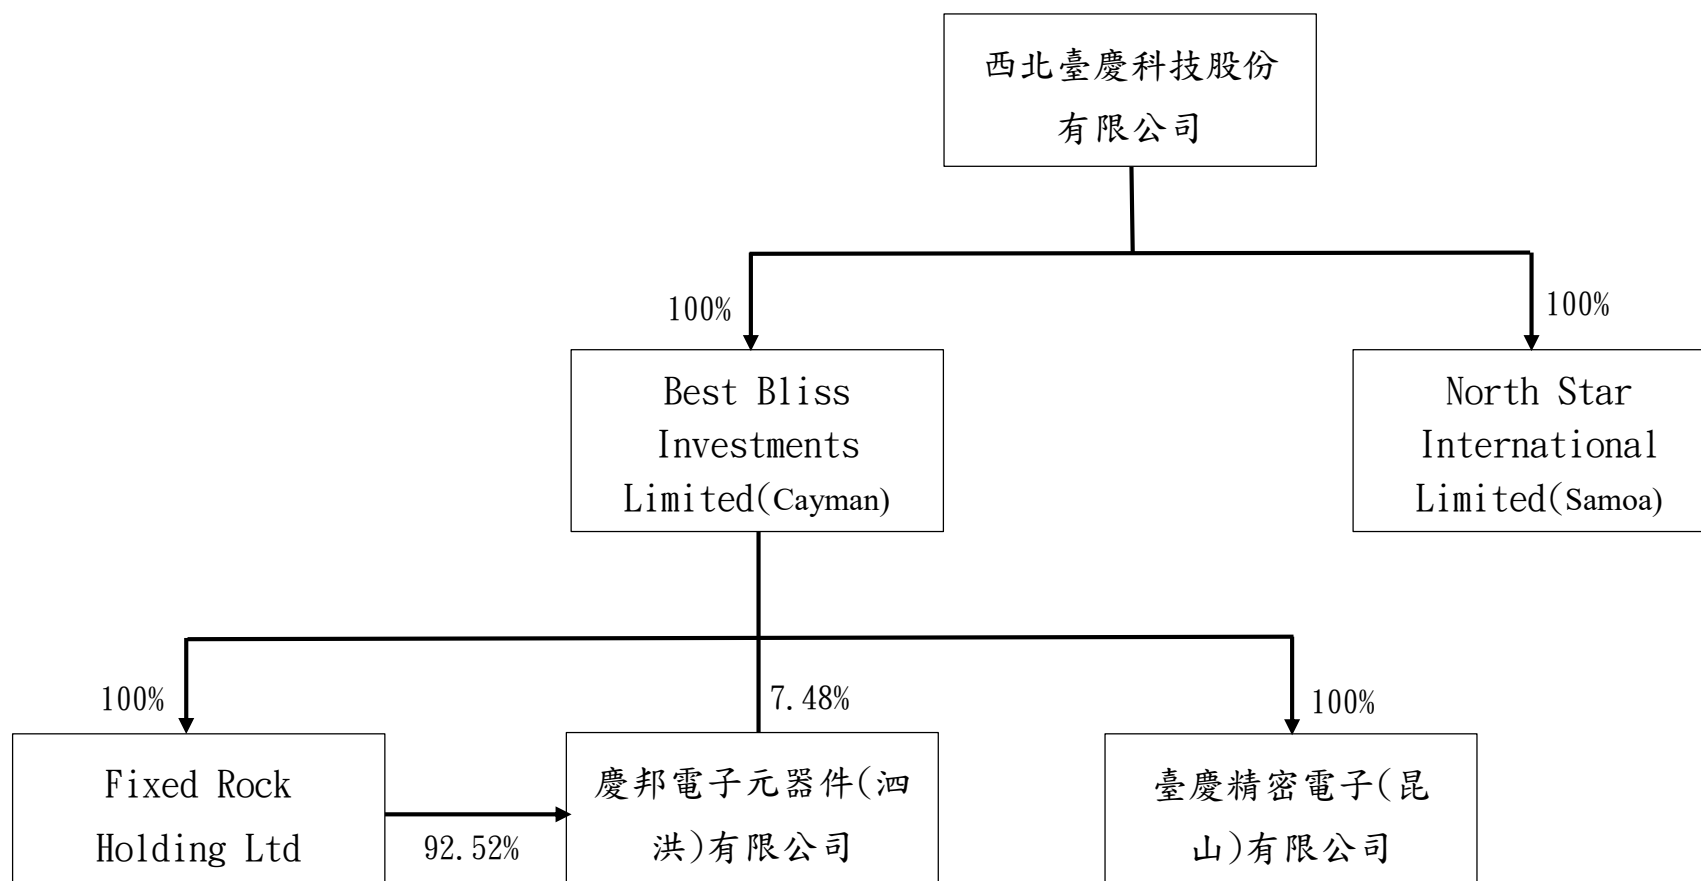 西北臺慶科技股份
有限公司
100%
100%
Best Bliss
Investments
Limited(Cayman)
North Star
International
Limited(Samoa)
100%
7.48%
100%
Fixed Rock
Holding Ltd
92.52%
慶邦電子元器件(泗
洪)有限公司
臺慶精密電子(昆
山)有限公司